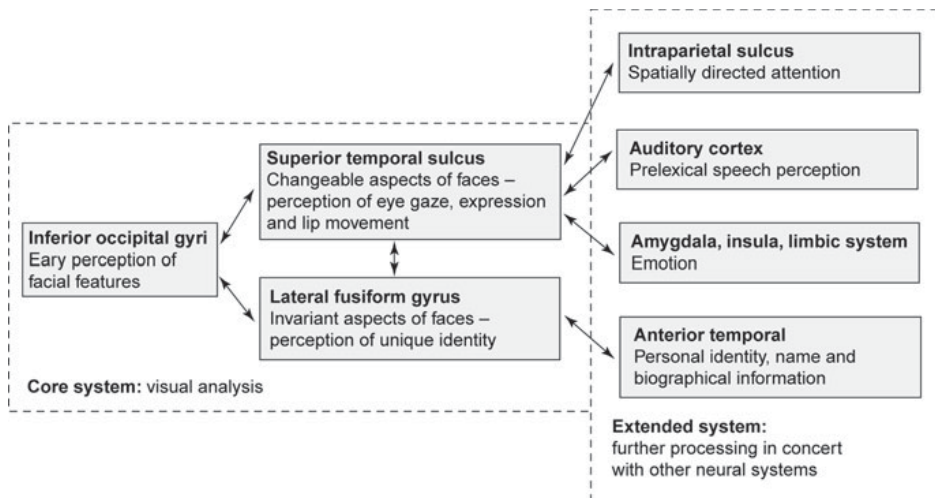 Intraparietal sulcus
Spatially directed attention
Superior temporal sulcus
Changeable aspects of faces –
perception of eye gaze, expression
and lip movement
Auditory cortex
Prelexical speech perception
Inferior occipital gyri
Eary perception of
facial features
Amygdala, insula, limbic system
Emotion
Lateral fusiform gyrus
Invariant aspects of faces –
perception of unique identity
Anterior temporal
Personal identity, name and
biographical information
Core system: visual analysis
Extended system:
further processing in concert
with other neural systems